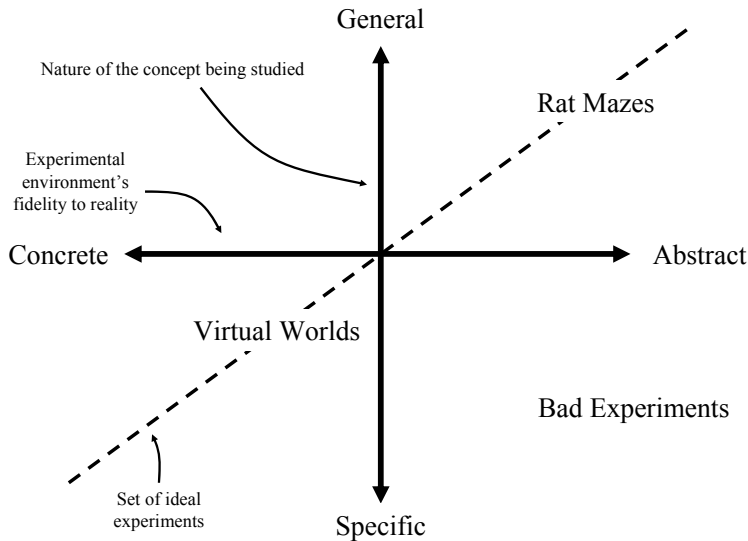 General
Nature of the concept being studied
Rat Mazes
Experimental
environment's
fidelity to reality
Concrete
Abstract
Virtual Worlds
Bad Experiments
Set of ideal
experiments
Specific